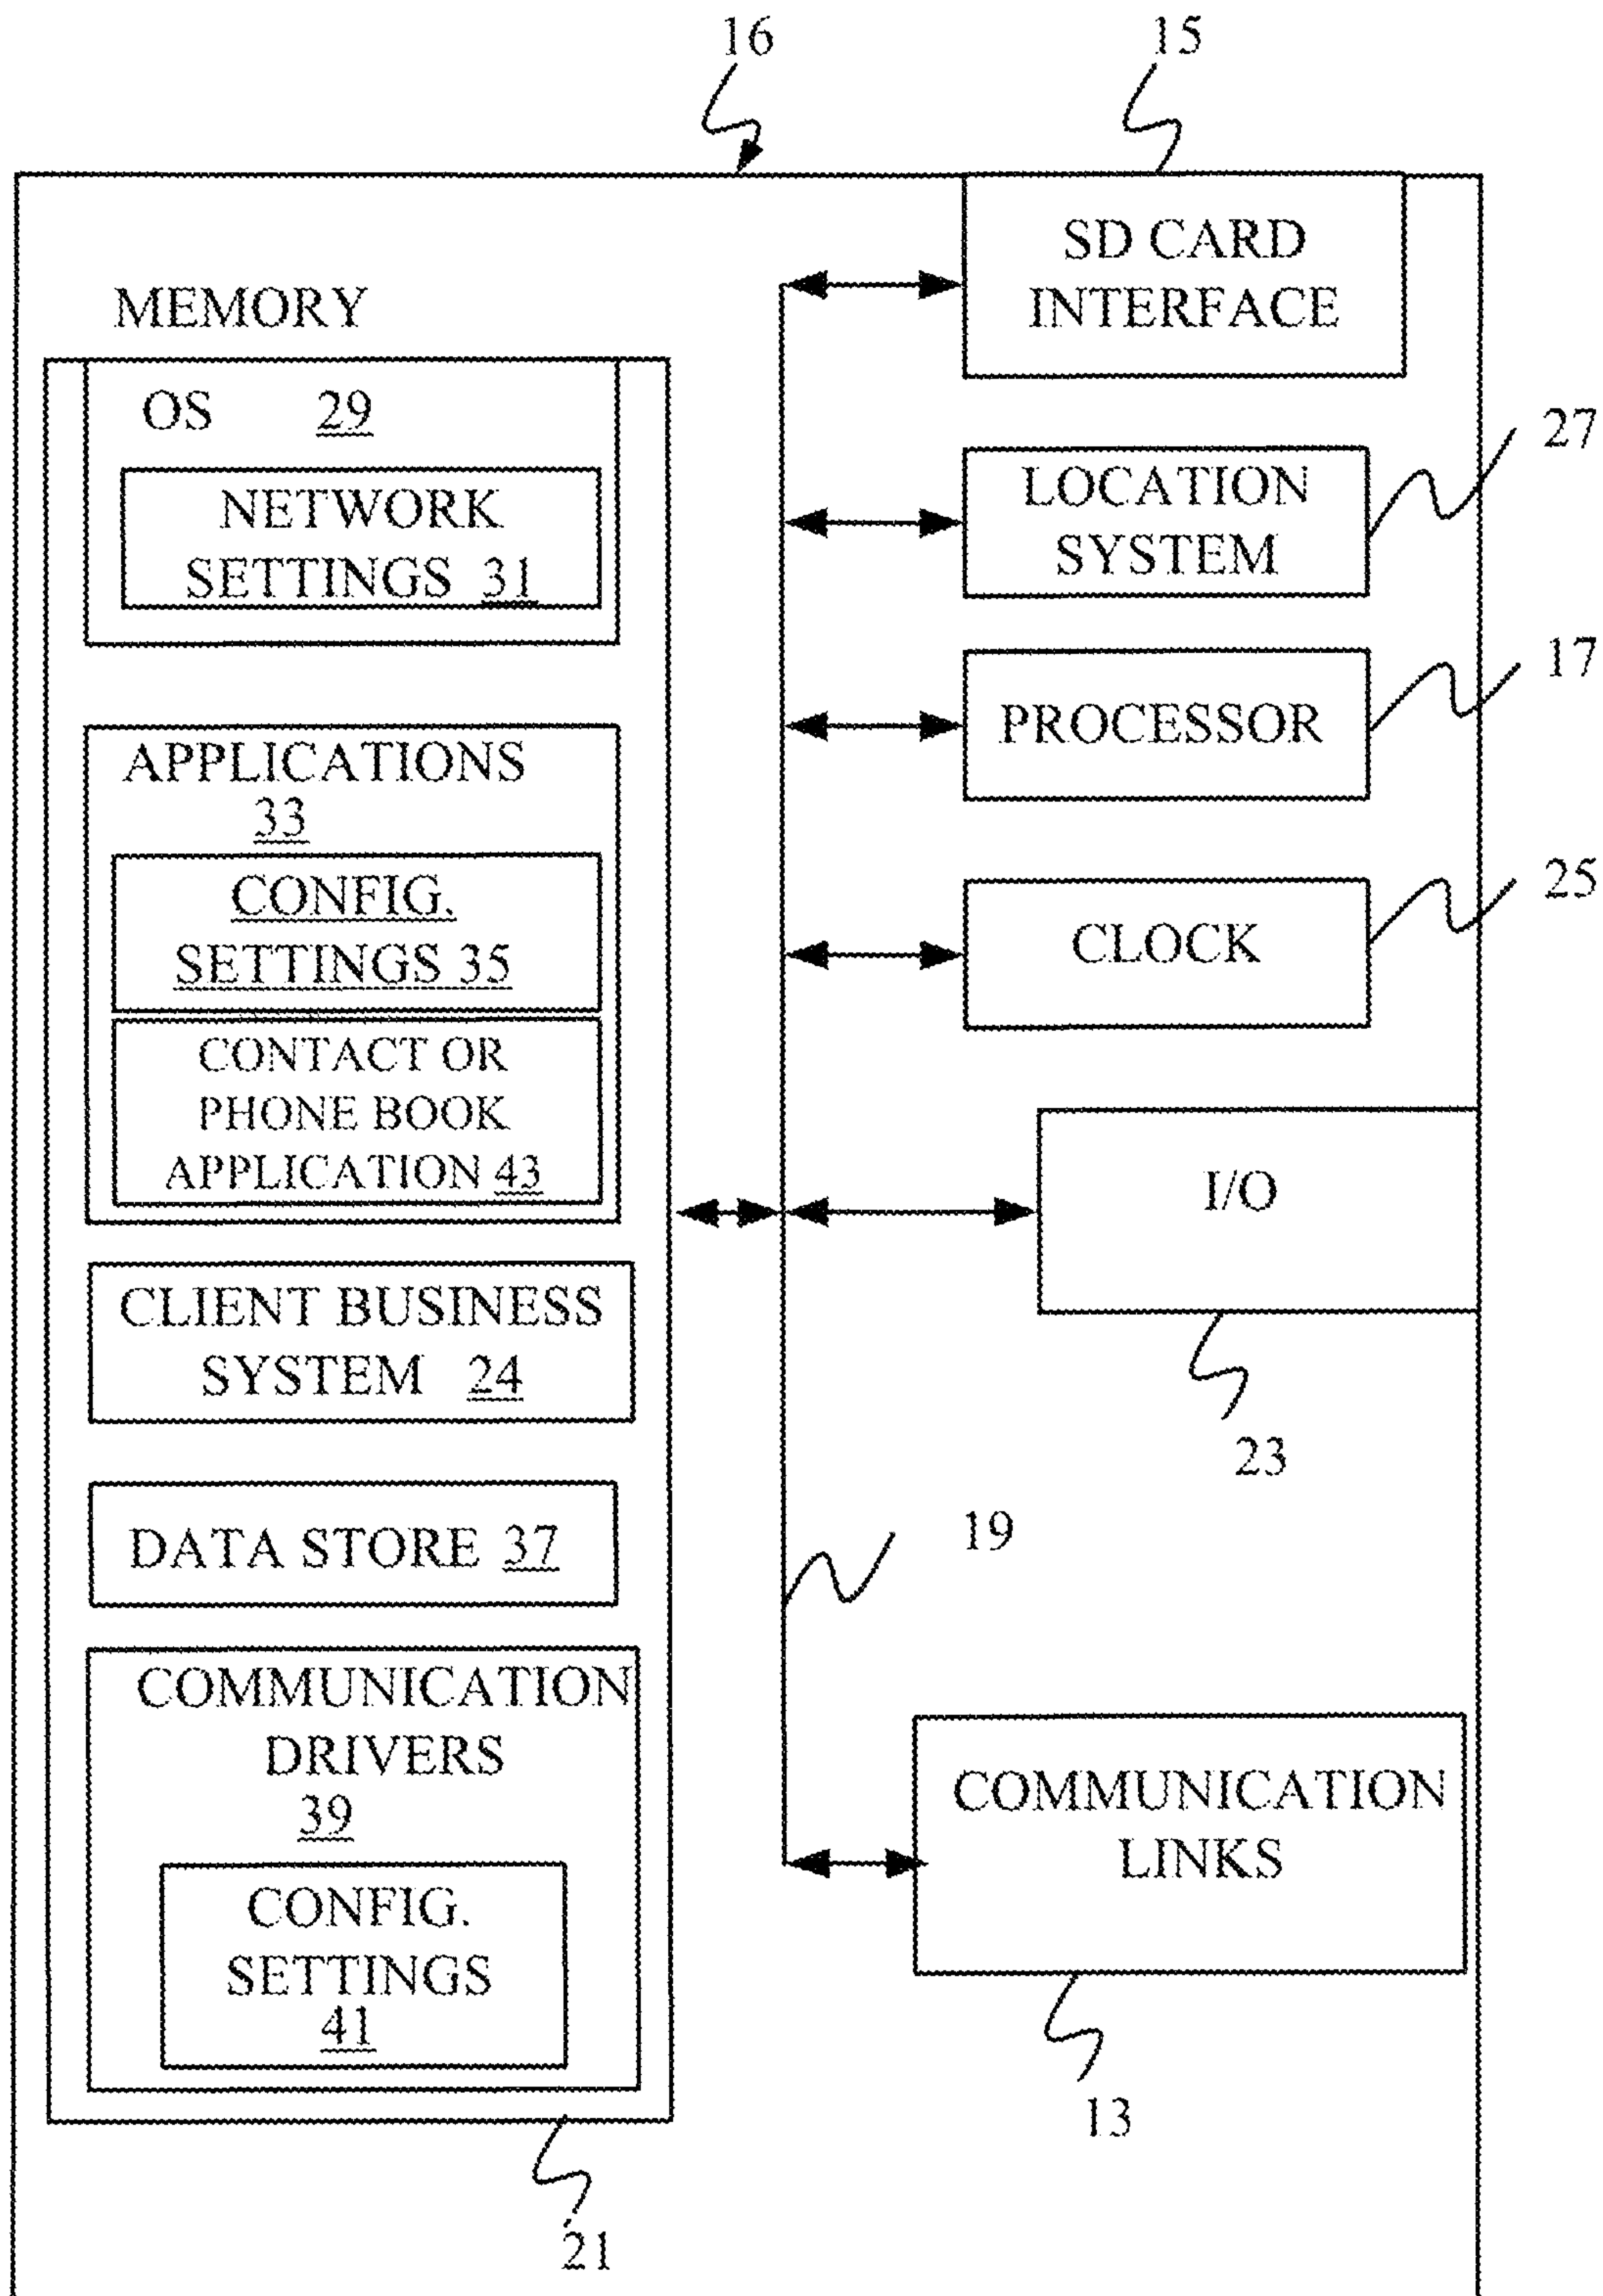 16
15
MEMORY
OS 29
NETWORK
SETTINGS 31
APPLICATIONS
33
CONFIG.
SETTINGS 35
CONTACT OR
PHONE BOOK
APPLICATION 43
CLIENT BUSINESS
SYSTEM 24
DATA STORE 37
COMMUNICATION
DRIVERS
39
CONFIG.
SETTINGS
41
21
SD CARD
INTERFACE
LOCATION
SYSTEM
27
PROCESSOR
17
CLOCK
25
I/O
23
19
COMMUNICATION
LINKS
13